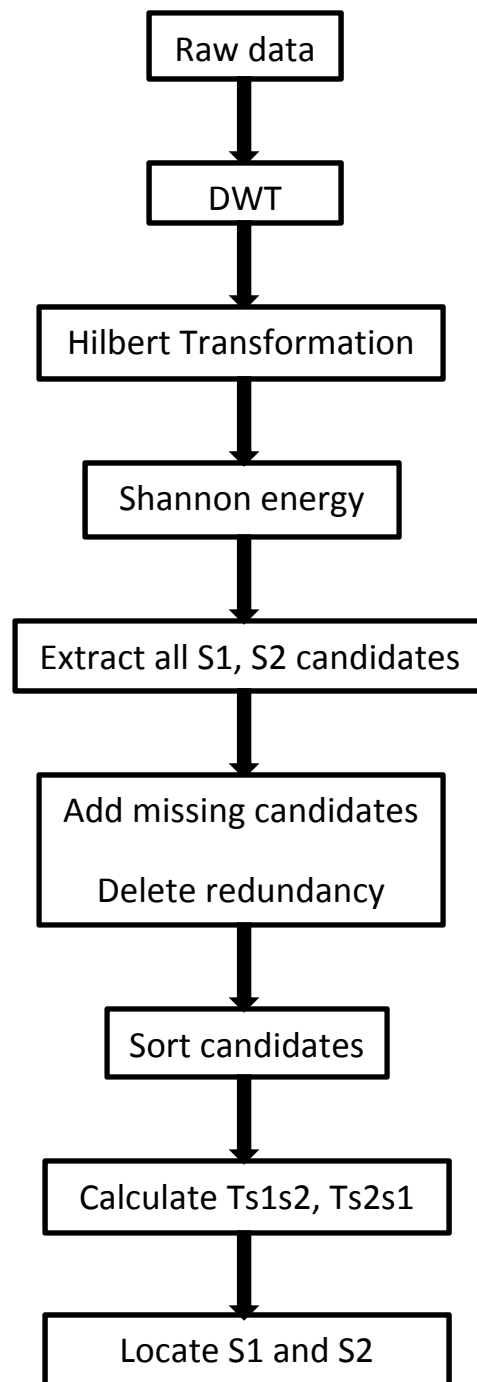 Raw data
DWT
Hilbert Transformation
Shannon energy
Extract all S1, S2 candidates
Add missing candidates
Delete redundancy
Sort candidates
Calculate Ts1s2, Ts2s1
Locate S1 and S2